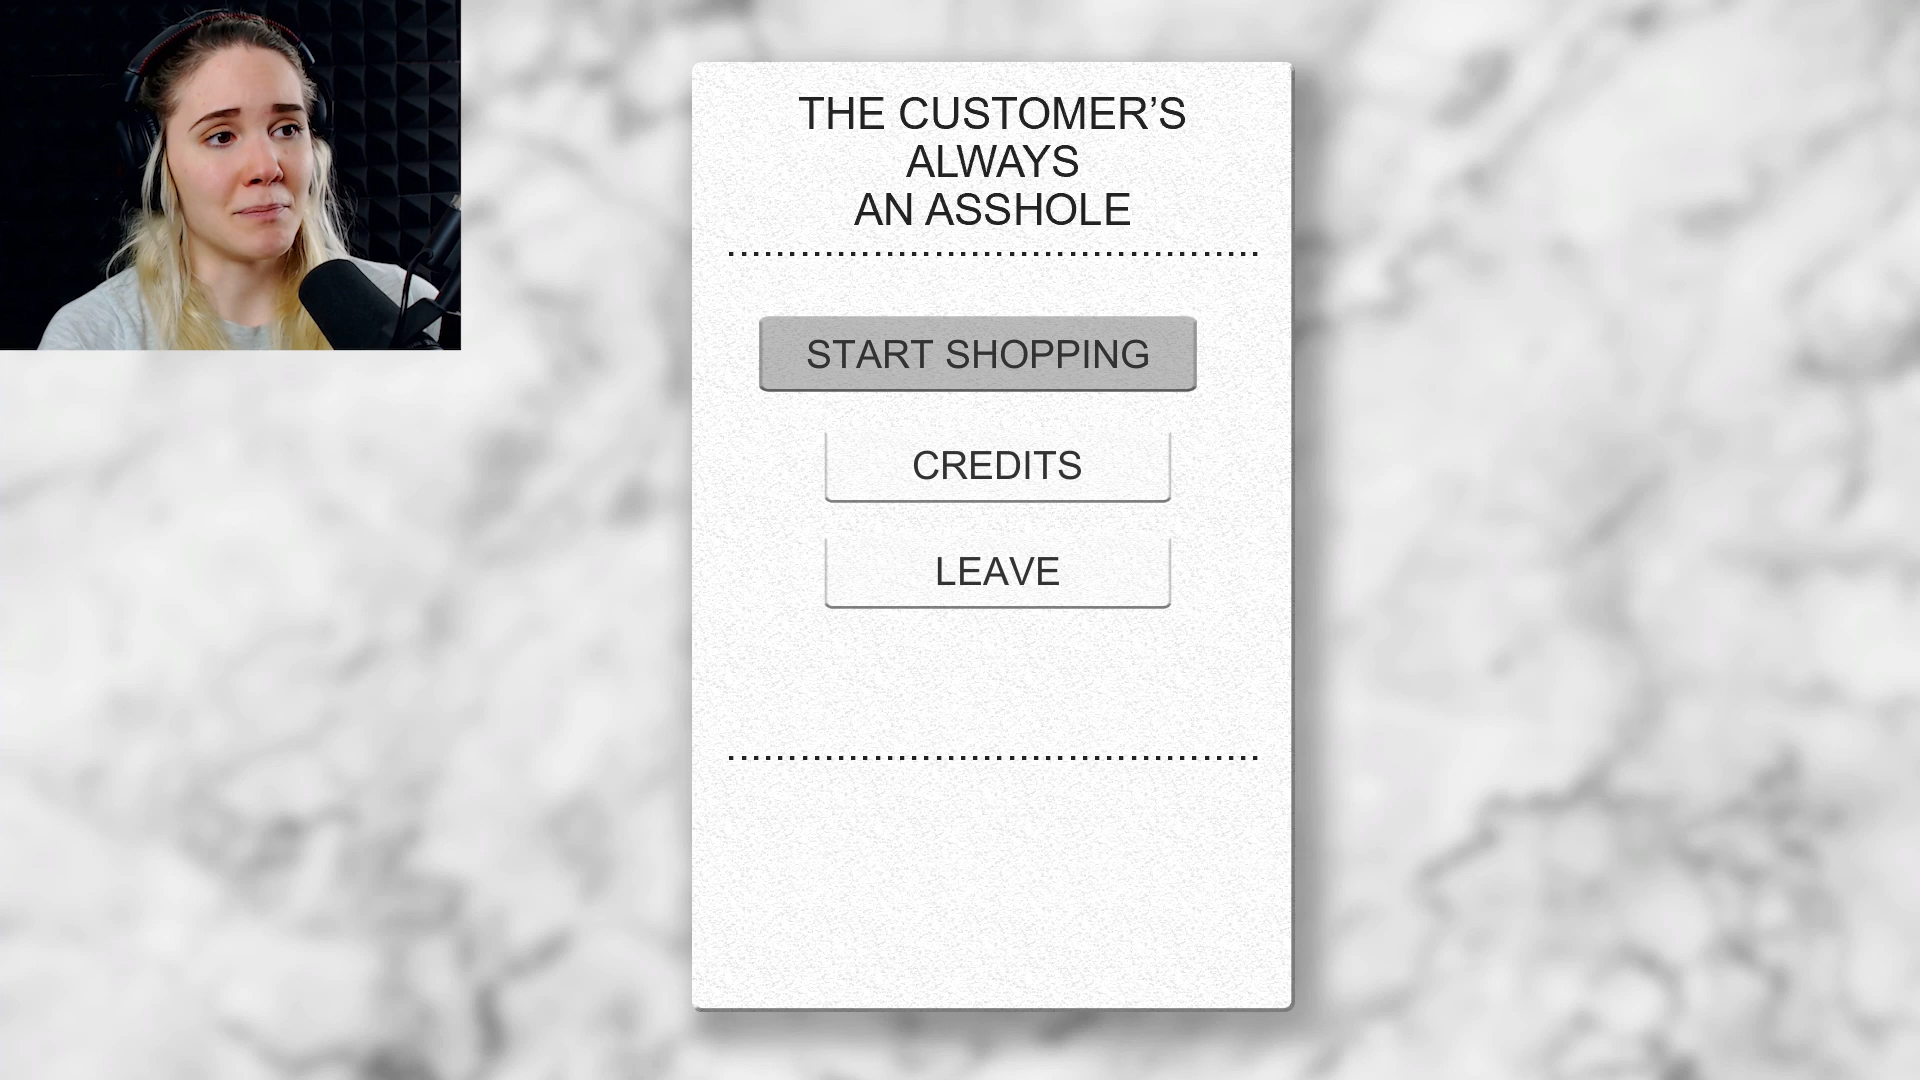 THE CUSTOMER’S
ALWAYS
AN ASSHOLE
START SHOPPING
CREDITS
LEAVE